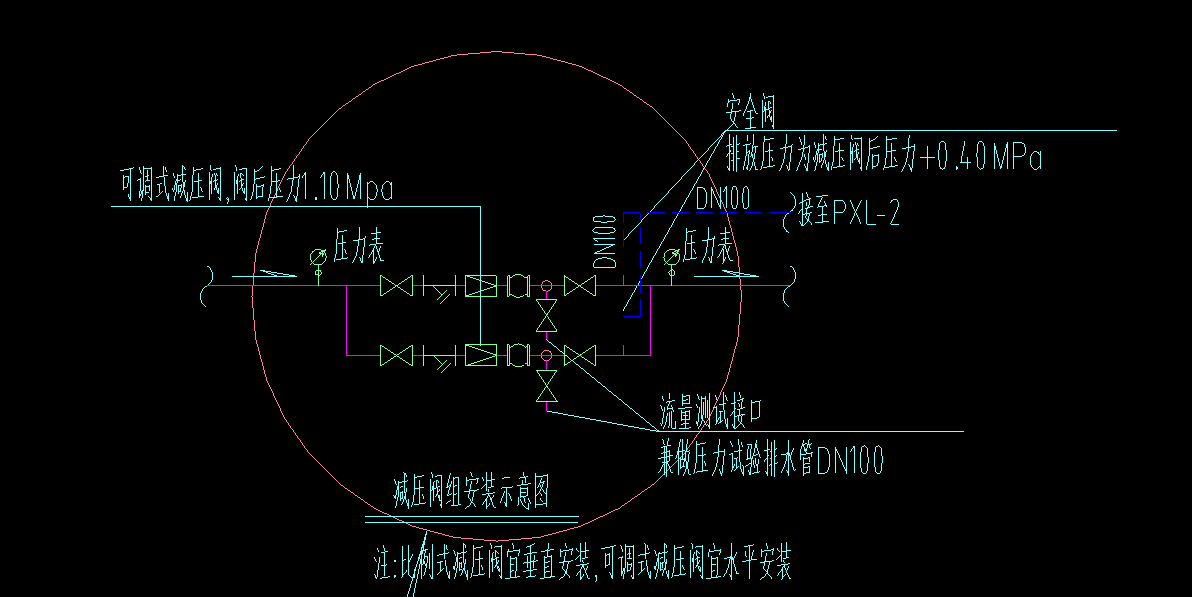 安全阀
排放压力为减压阀后压力+0.40MPa
可调式减压阀,阀后压力1.10Mpa
DN100
接至PXL-2
DN100
压力表
压力表
流量测试接口
兼做压力试验排水管DN100
减压阀组安装示意图
注:比例式减压阀宜垂直安装,可调式减压阀宜水平安装